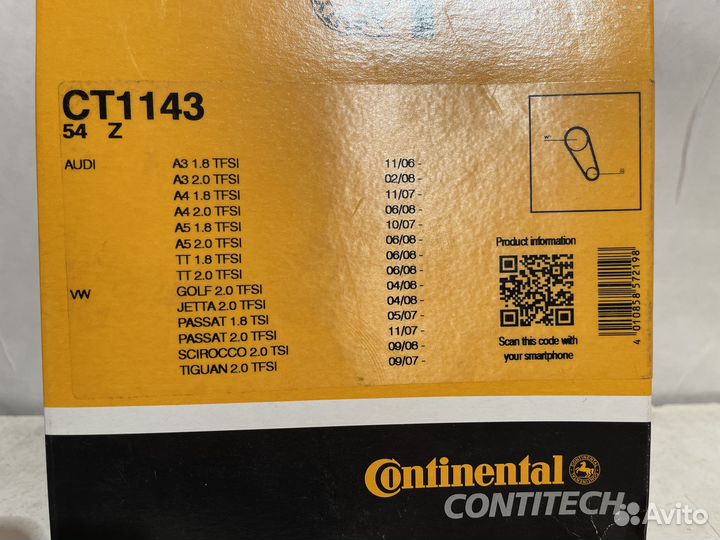 CT1143
54 Z
AUDI A3 1.8 TFSI 11/06 -
A3 2.0 TFSI 02/08 -
A4 1.8 TFSI 11/07 -
A4 2.0 TFSI 06/08 -
A5 1.8 TFSI 10/07 -
A5 2.0 TFSI 06/08 -
TT 1.8 TFSI 06/08 -
TT 2.0 TFSI 06/08 -
VW GOLF 2.0 TFSI 04/08 -
JETTA 2.0 TFSI 04/08 -
PASSAT 1.8 TSI 05/07 -
PASSAT 2.0 TFSI 11/07 -
SCIROCCO 2.0 TSI 09/08 -
TIGUAN 2.0 TFSI 09/07 -
Product information
Scan this code with
your smartphone
4 010858 572198
Continental
CONTITECH
Avito